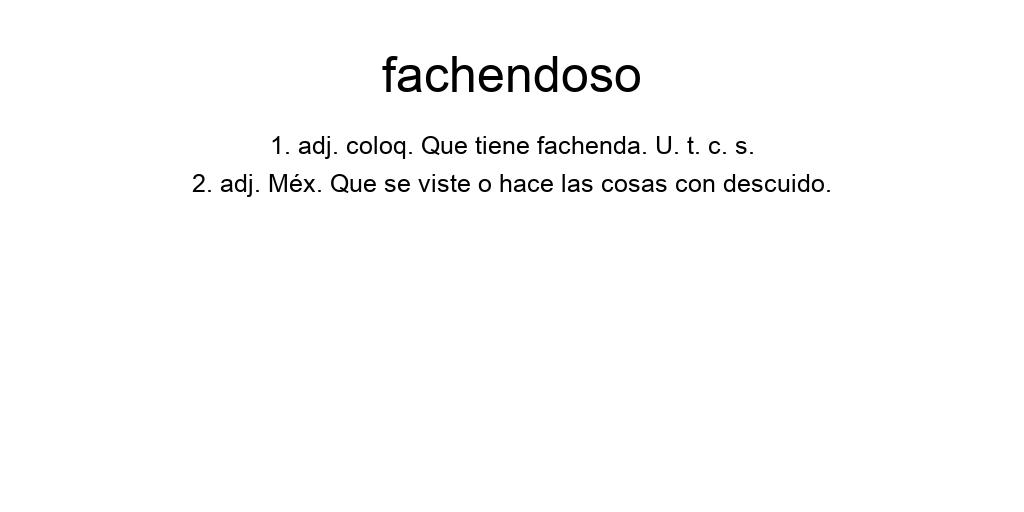 fachendoso
1. adj. coloq. Que tiene fachenda. U. t. c. s.
2. adj. Méx. Que se viste o hace las cosas con descuido.